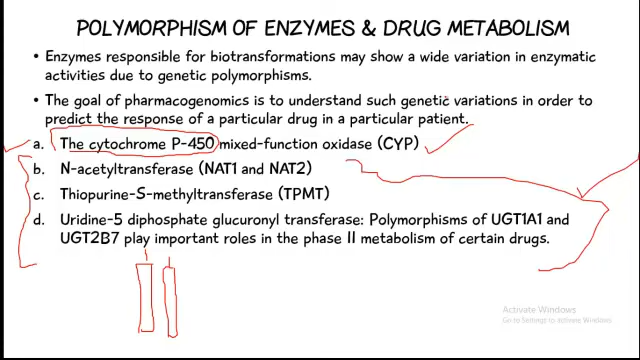 POLYMORPHISM OF ENZYMES & DRUG METABOLISM
• Enzymes responsible for biotransformations may show a wide variation in enzymatic
activities due to genetic polymorphisms.
• The goal of pharmacogenomics is to understand such genetic variations in order to
predict the response of a particular drug in a particular patient.
a. The cytochrome P-450 mixed-function oxidase (CYP)
b. N-acetyltransferase (NAT1 and NAT2)
c. Thiopurine-S-methyltransferase (TPMT)
d. Uridine-5 diphosphate glucuronyl transferase: Polymorphisms of UGT1A1 and
UGT2B7 play important roles in the phase II metabolism of certain drugs.
Activate Windows
Go to Settings to activate Windows.